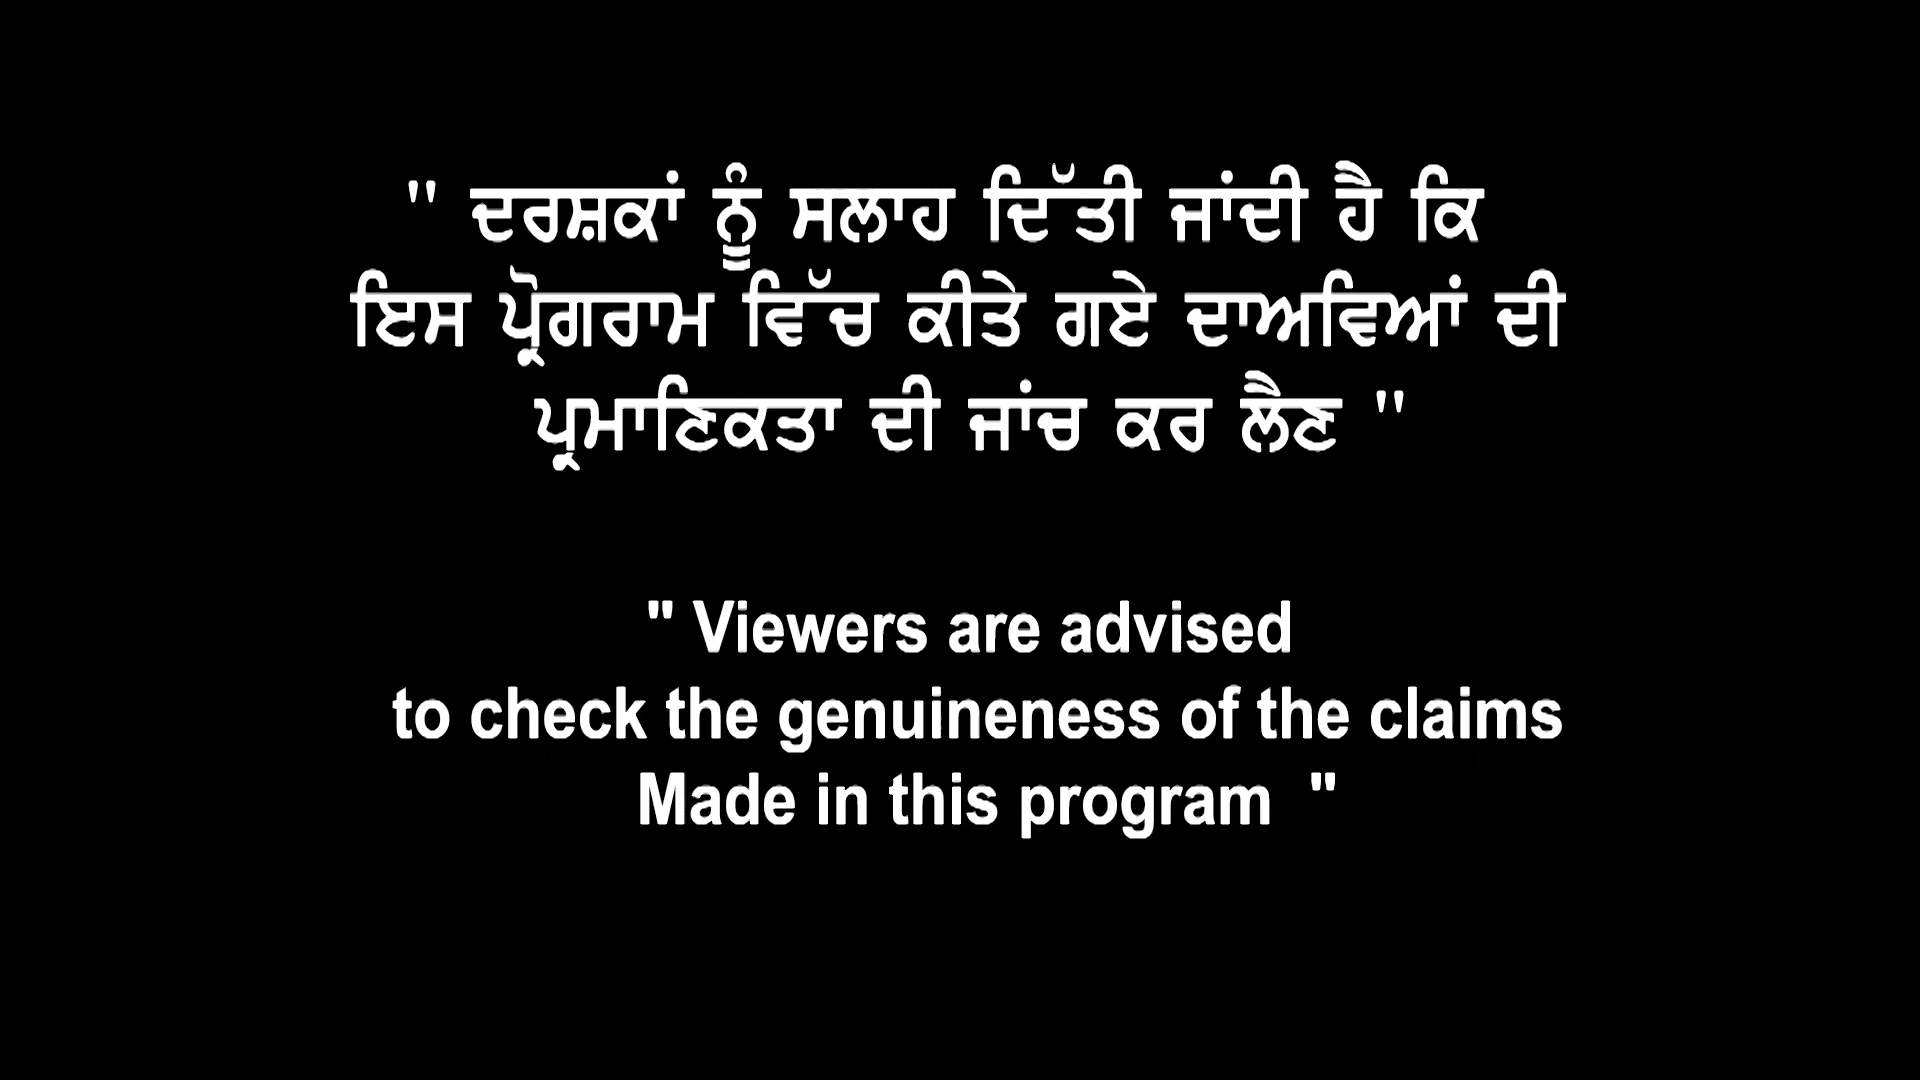 " ਦਰਸ਼ਕਾਂ ਨੂੰ ਸਲਾਹ ਦਿੱਤੀ ਜਾਂਦੀ ਹੈ ਕਿ
ਇਸ ਪ੍ਰੋਗਰਾਮ ਵਿੱਚ ਕੀਤੇ ਗਏ ਦਾਅਵਿਆਂ ਦੀ
ਪ੍ਰਮਾਣਿਕਤਾ ਦੀ ਜਾਂਚ ਕਰ ਲੈਣ "
" Viewers are advised
to check the genuineness of the claims
Made in this program "